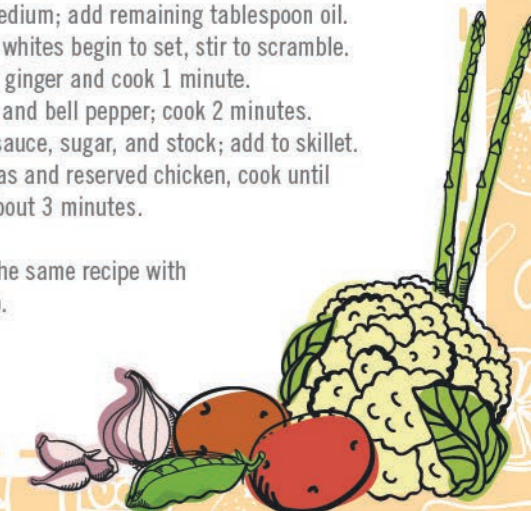 edium; add remaining tablespoon oil.
whites begin to set, stir to scramble.
ginger and cook 1 minute.
and bell pepper; cook 2 minutes.
sauce, sugar, and stock; add to skillet.
as and reserved chicken, cook until
bout 3 minutes.
he same recipe with